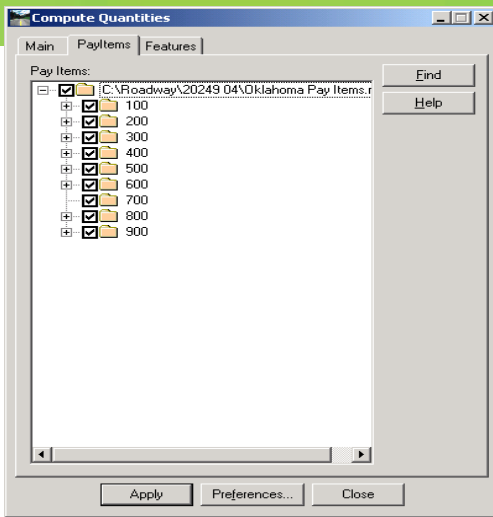 Compute Quantities
Main PayItems Features
Pay Items:
Find
Help
C:\Roadway\20249 04\Oklahoma Pay Items.r
100
200
300
400
500
600
700
800
900
Apply Preferences... Close